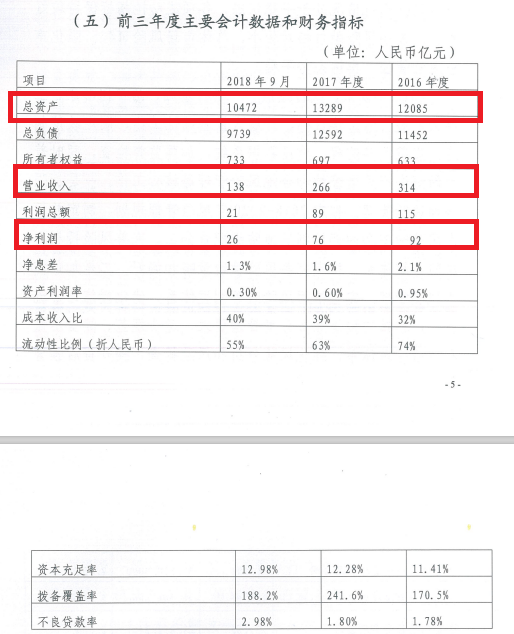 （五）前三年度主要会计数据和财务指标
（单位：人民币亿元）
项目 2018 年 9 月 2017 年度 2016 年度
总资产 10472 13289 12085
总负债 9739 12592 11452
所有者权益 733 697 633
营业收入 138 266 314
利润总额 21 89 115
净利润 26 76 92
净息差 1.3% 1.6% 2.1%
资产利润率 0.30% 0.60% 0.95%
成本收入比 40% 39% 32%
流动性比例（折人民币） 55% 63% 74%
- 5 -
资本充足率 12.98% 12.28% 11.41%
拨备覆盖率 188.2% 241.6% 170.5%
不良贷款率 2.98% 1.80% 1.78%